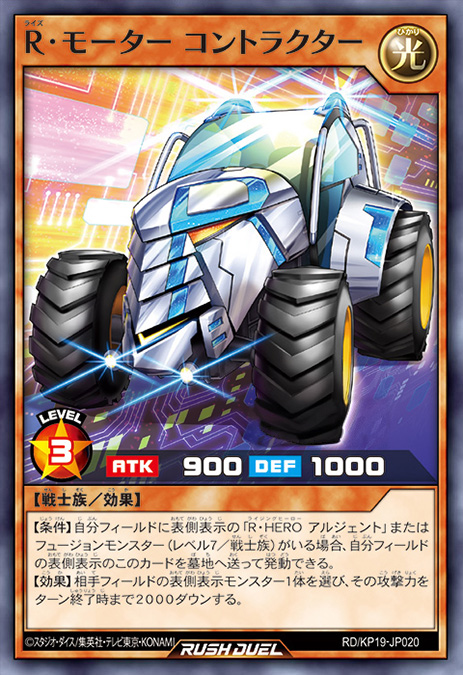 ライズ
R・モーター コントラクター
ひかり
光
LEVEL
3
ATK 900 DEF 1000
【戦士族／効果】
【条件】自分フィールドに表側表示の「R・HERO アルジェント」または
フュージョンモンスター(レベル7／戦士族)がいる場合、自分フィールド
の表側表示のこのカードを墓地へ送って発動できる。
【効果】相手フィールドの表側表示モンスター1体を選び、その攻撃力を
ターン終了時まで2000ダウンする。
©スタジオ・ダイス/集英社・テレビ東京・KONAMI
RUSH DUEL
RD/KP19-JP020